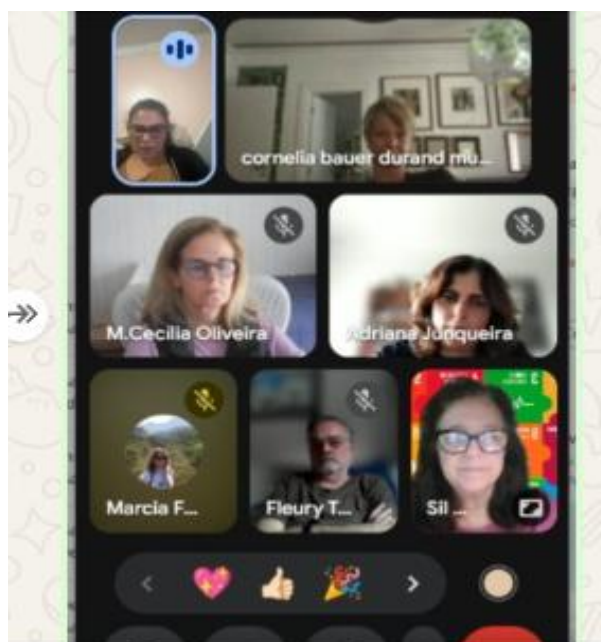 cornelia bauer durand mu...
M.Cecilia Oliveira
Adriana Junqueira
Marcia F...
Fleury T...
Sil ...